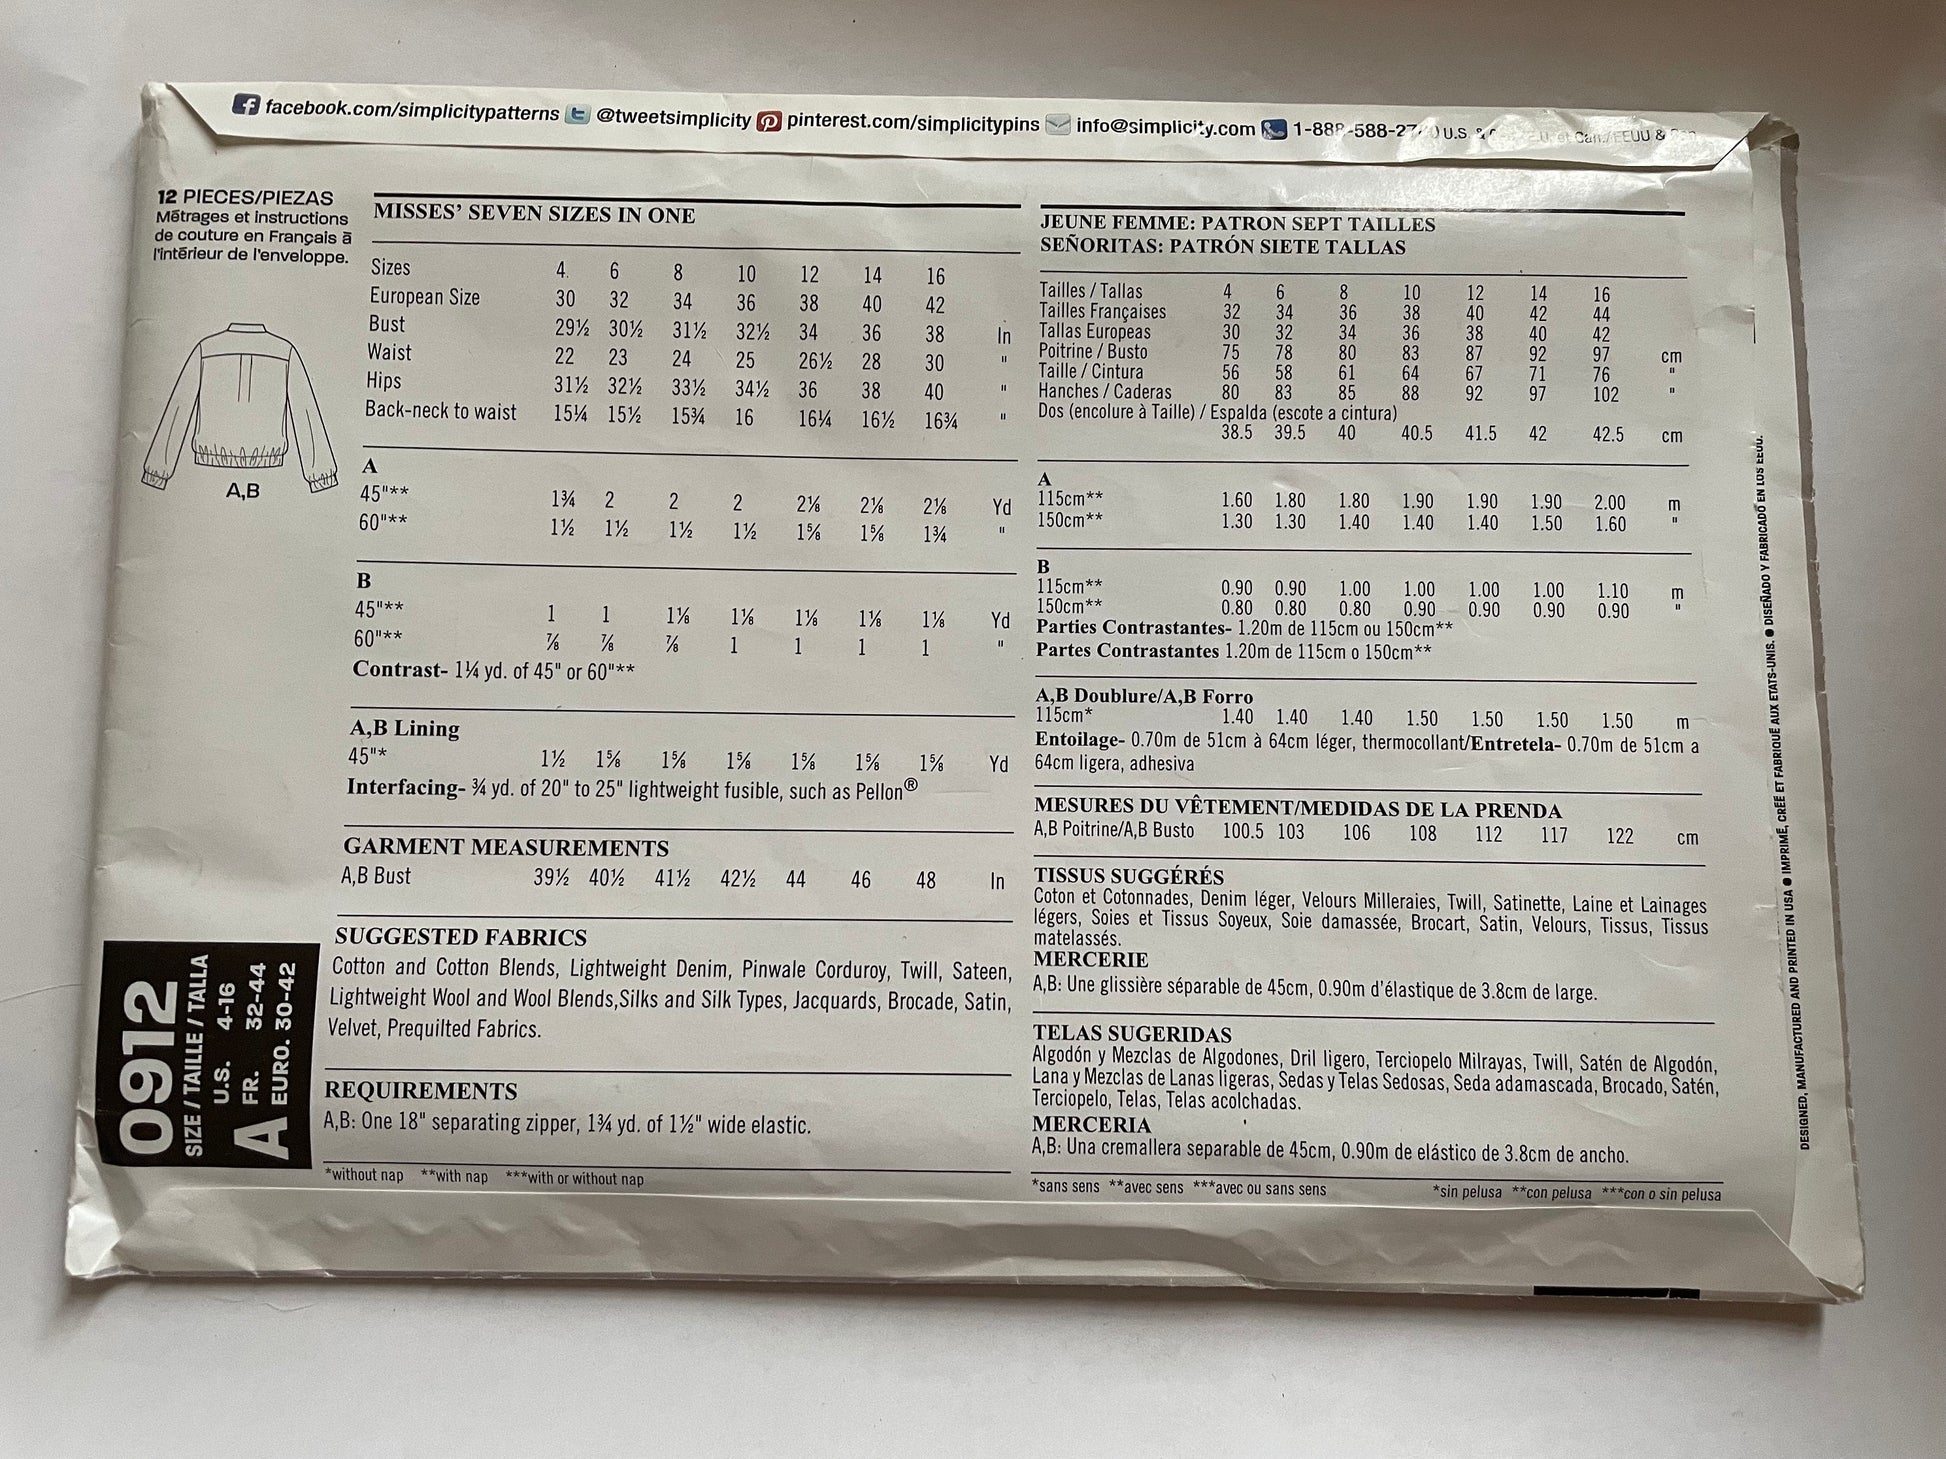 facebook.com/simplicitypatterns @tweetsimplicity pinterest.com/simplicitypins info@simplicity.com 1-888-588-27 U.S. & Can./EEUU &
12 PIECES/PIEZAS
Métrages et instructions
de couture en Français à
l'intérieur de l'enveloppe.
A,B
MISSES' SEVEN SIZES IN ONE
Sizes 4 6 8 10 12 14 16
European Size 30 32 34 36 38 40 42
Bust 29½ 30½ 31½ 32½ 34 36 38 In
Waist 22 23 24 25 26½ 28 30 "
Hips 31½ 32½ 33½ 34½ 36 38 40 "
Back-neck to waist 15¼ 15½ 15¾ 16 16¼ 16½ 16¾ "
A
45"** 1¾ 2 2 2 2⅛ 2⅛ 2⅛ Yd
60"** 1½ 1½ 1½ 1½ 1⅝ 1⅝ 1¾ "
B
45"** 1 1 1⅛ 1⅛ 1⅛ 1⅛ 1⅛ Yd
60"** ⅞ ⅞ ⅞ 1 1 1 1 "
Contrast- 1¼ yd. of 45" or 60"**
A,B Lining
45"* 1½ 1⅝ 1⅝ 1⅝ 1⅝ 1⅝ 1⅝ Yd
Interfacing- ¾ yd. of 20" to 25" lightweight fusible, such as Pellon®
GARMENT MEASUREMENTS
A,B Bust 39½ 40½ 41½ 42½ 44 46 48 In
SUGGESTED FABRICS
Cotton and Cotton Blends, Lightweight Denim, Pinwale Corduroy, Twill, Sateen,
Lightweight Wool and Wool Blends,Silks and Silk Types, Jacquards, Brocade, Satin,
Velvet, Prequilted Fabrics.
REQUIREMENTS
A,B: One 18" separating zipper, 1¾ yd. of 1½" wide elastic.
*without nap **with nap ***with or without nap
JEUNE FEMME: PATRON SEPT TAILLES
SEÑORITAS: PATRÓN SIETE TALLAS
Tailles / Tallas 4 6 8 10 12 14 16
Tailles Françaises 32 34 36 38 40 42 44
Tallas Europeas 30 32 34 36 38 40 42
Poitrine / Busto 75 78 80 83 87 92 97 cm
Taille / Cintura 56 58 61 64 67 71 76 "
Hanches / Caderas 80 83 85 88 92 97 102 "
Dos (encolure à Taille) / Espalda (escote a cintura)
38.5 39.5 40 40.5 41.5 42 42.5 cm
A
115cm** 1.60 1.80 1.80 1.90 1.90 1.90 2.00 m
150cm** 1.30 1.30 1.40 1.40 1.40 1.50 1.60 "
B
115cm** 0.90 0.90 1.00 1.00 1.00 1.00 1.10 m
150cm** 0.80 0.80 0.80 0.90 0.90 0.90 0.90 "
Parties Contrastantes- 1.20m de 115cm ou 150cm**
Partes Contrastantes 1.20m de 115cm o 150cm**
A,B Doublure/A,B Forro
115cm* 1.40 1.40 1.40 1.50 1.50 1.50 1.50 m
Entoilage- 0.70m de 51cm à 64cm léger, thermocollant/Entretela- 0.70m de 51cm a
64cm ligera, adhesiva
MESURES DU VÊTEMENT/MEDIDAS DE LA PRENDA
A,B Poitrine/A,B Busto 100.5 103 106 108 112 117 122 cm
TISSUS SUGGÉRÉS
Coton et Cotonnades, Denim léger, Velours Milleraies, Twill, Satinette, Laine et Lainages
légers, Soies et Tissus Soyeux, Soie damassée, Brocart, Satin, Velours, Tissus, Tissus
matelassés.
MERCERIE
A,B: Une glissière séparable de 45cm, 0.90m d'élastique de 3.8cm de large.
TELAS SUGERIDAS
Algodón y Mezclas de Algodones, Dril ligero, Terciopelo Milrayas, Twill, Satén de Algodón,
Lana y Mezclas de Lanas ligeras, Sedas y Telas Sedosas, Seda adamascada, Brocado, Satén,
Terciopelo, Telas, Telas acolchadas.
MERCERIA
A,B: Una cremallera separable de 45cm, 0.90m de elástico de 3.8cm de ancho.
*sans sens **avec sens ***avec ou sans sens *sin pelusa **con pelusa ***con o sin pelusa
0912
SIZE / TAILLE / TALLA
A
U.S. 4-16
FR. 32-44
EURO. 30-42
DESIGNED, MANUFACTURED AND PRINTED IN USA ● IMPRIMÉ, CRÉÉ ET FABRIQUÉ AUX ETATS-UNIS. ● DISEÑADO Y FABRICADO EN LOS EEUU.